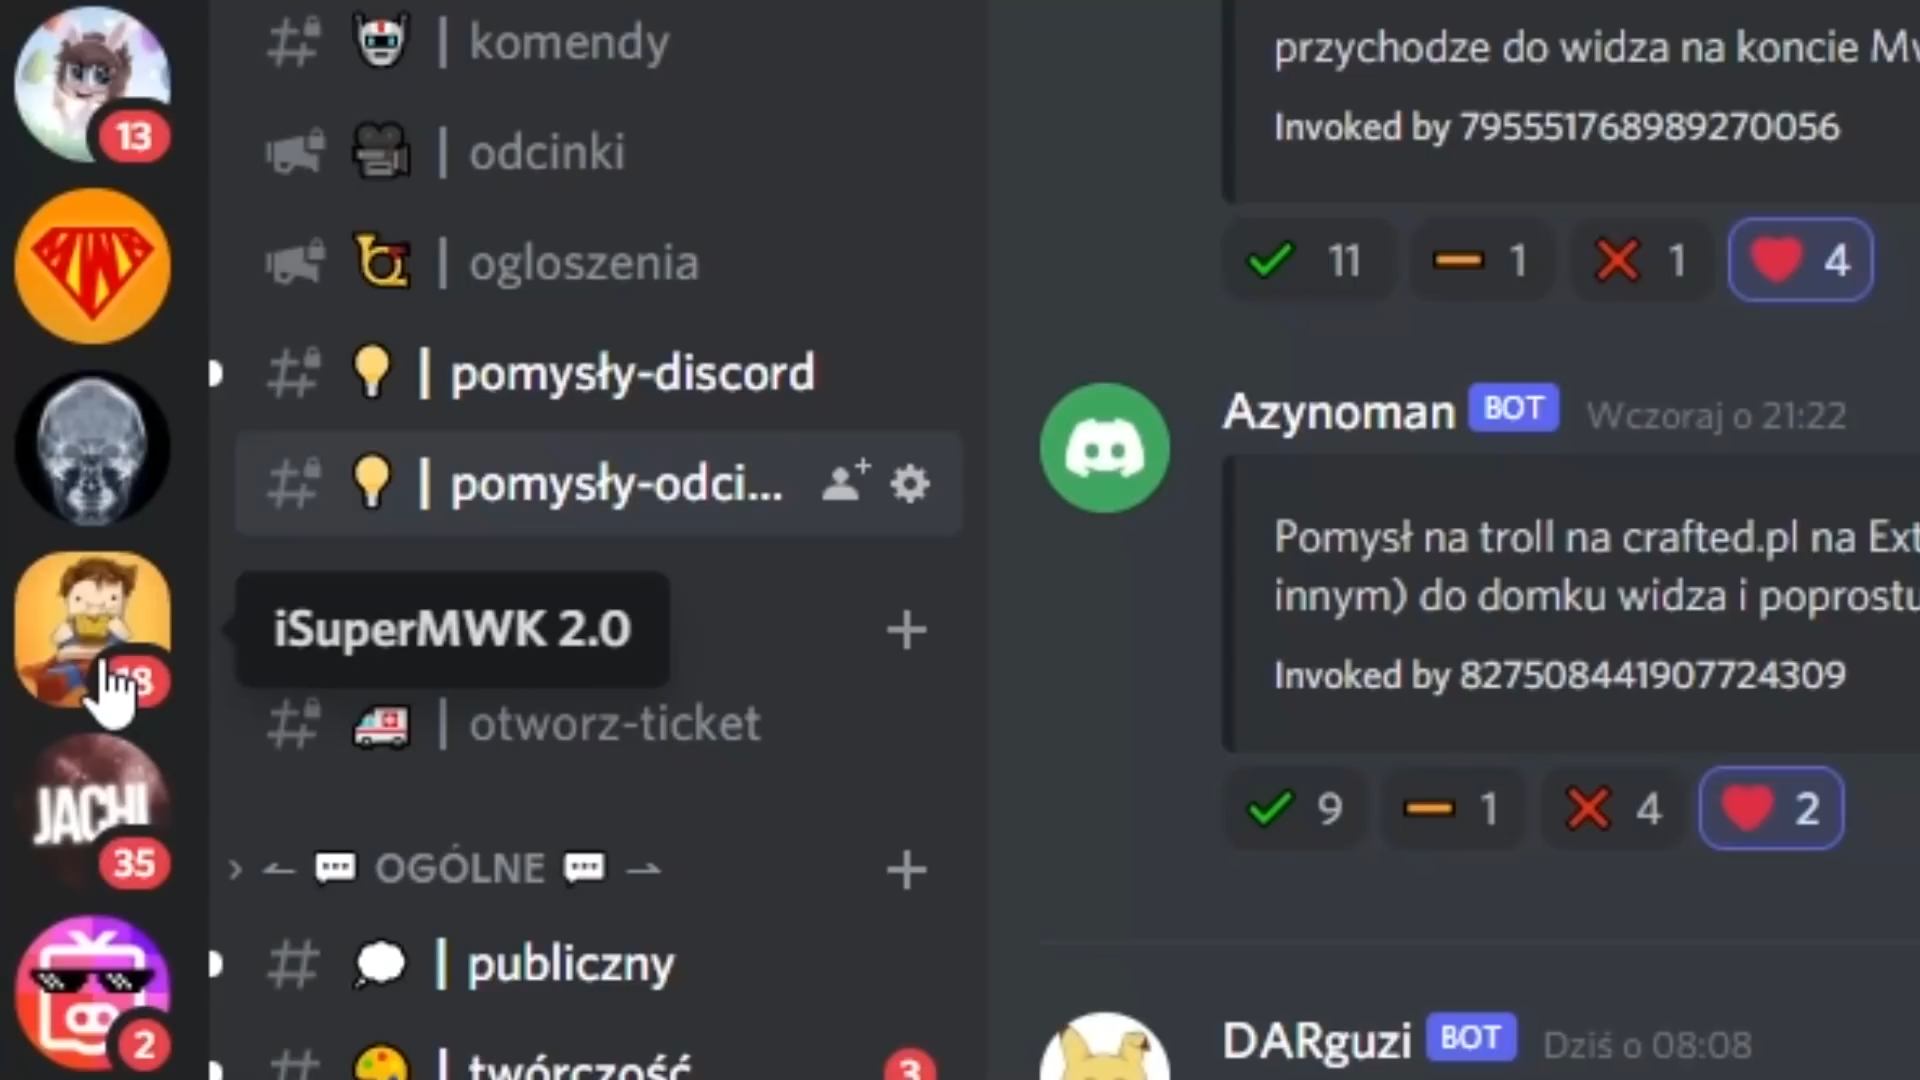 13
MWK
JACHI
35
2
| komendy
| odcinki
| ogloszenia
| pomysły-discord
| pomysły-odci...
iSuperMWK 2.0
| otworz-ticket
OGÓLNE
| publiczny
| twórczość
3
przychodze do widza na koncie
Invoked by 795551768989270056
11 1 1 4
Azynoman BOT Wczoraj o 21:22
Pomysł na troll na crafted.pl na
innym) do domku widza i poprostu
Invoked by 827508441907724309
9 1 4 2
DARguzi BOT Dziś o 08:08